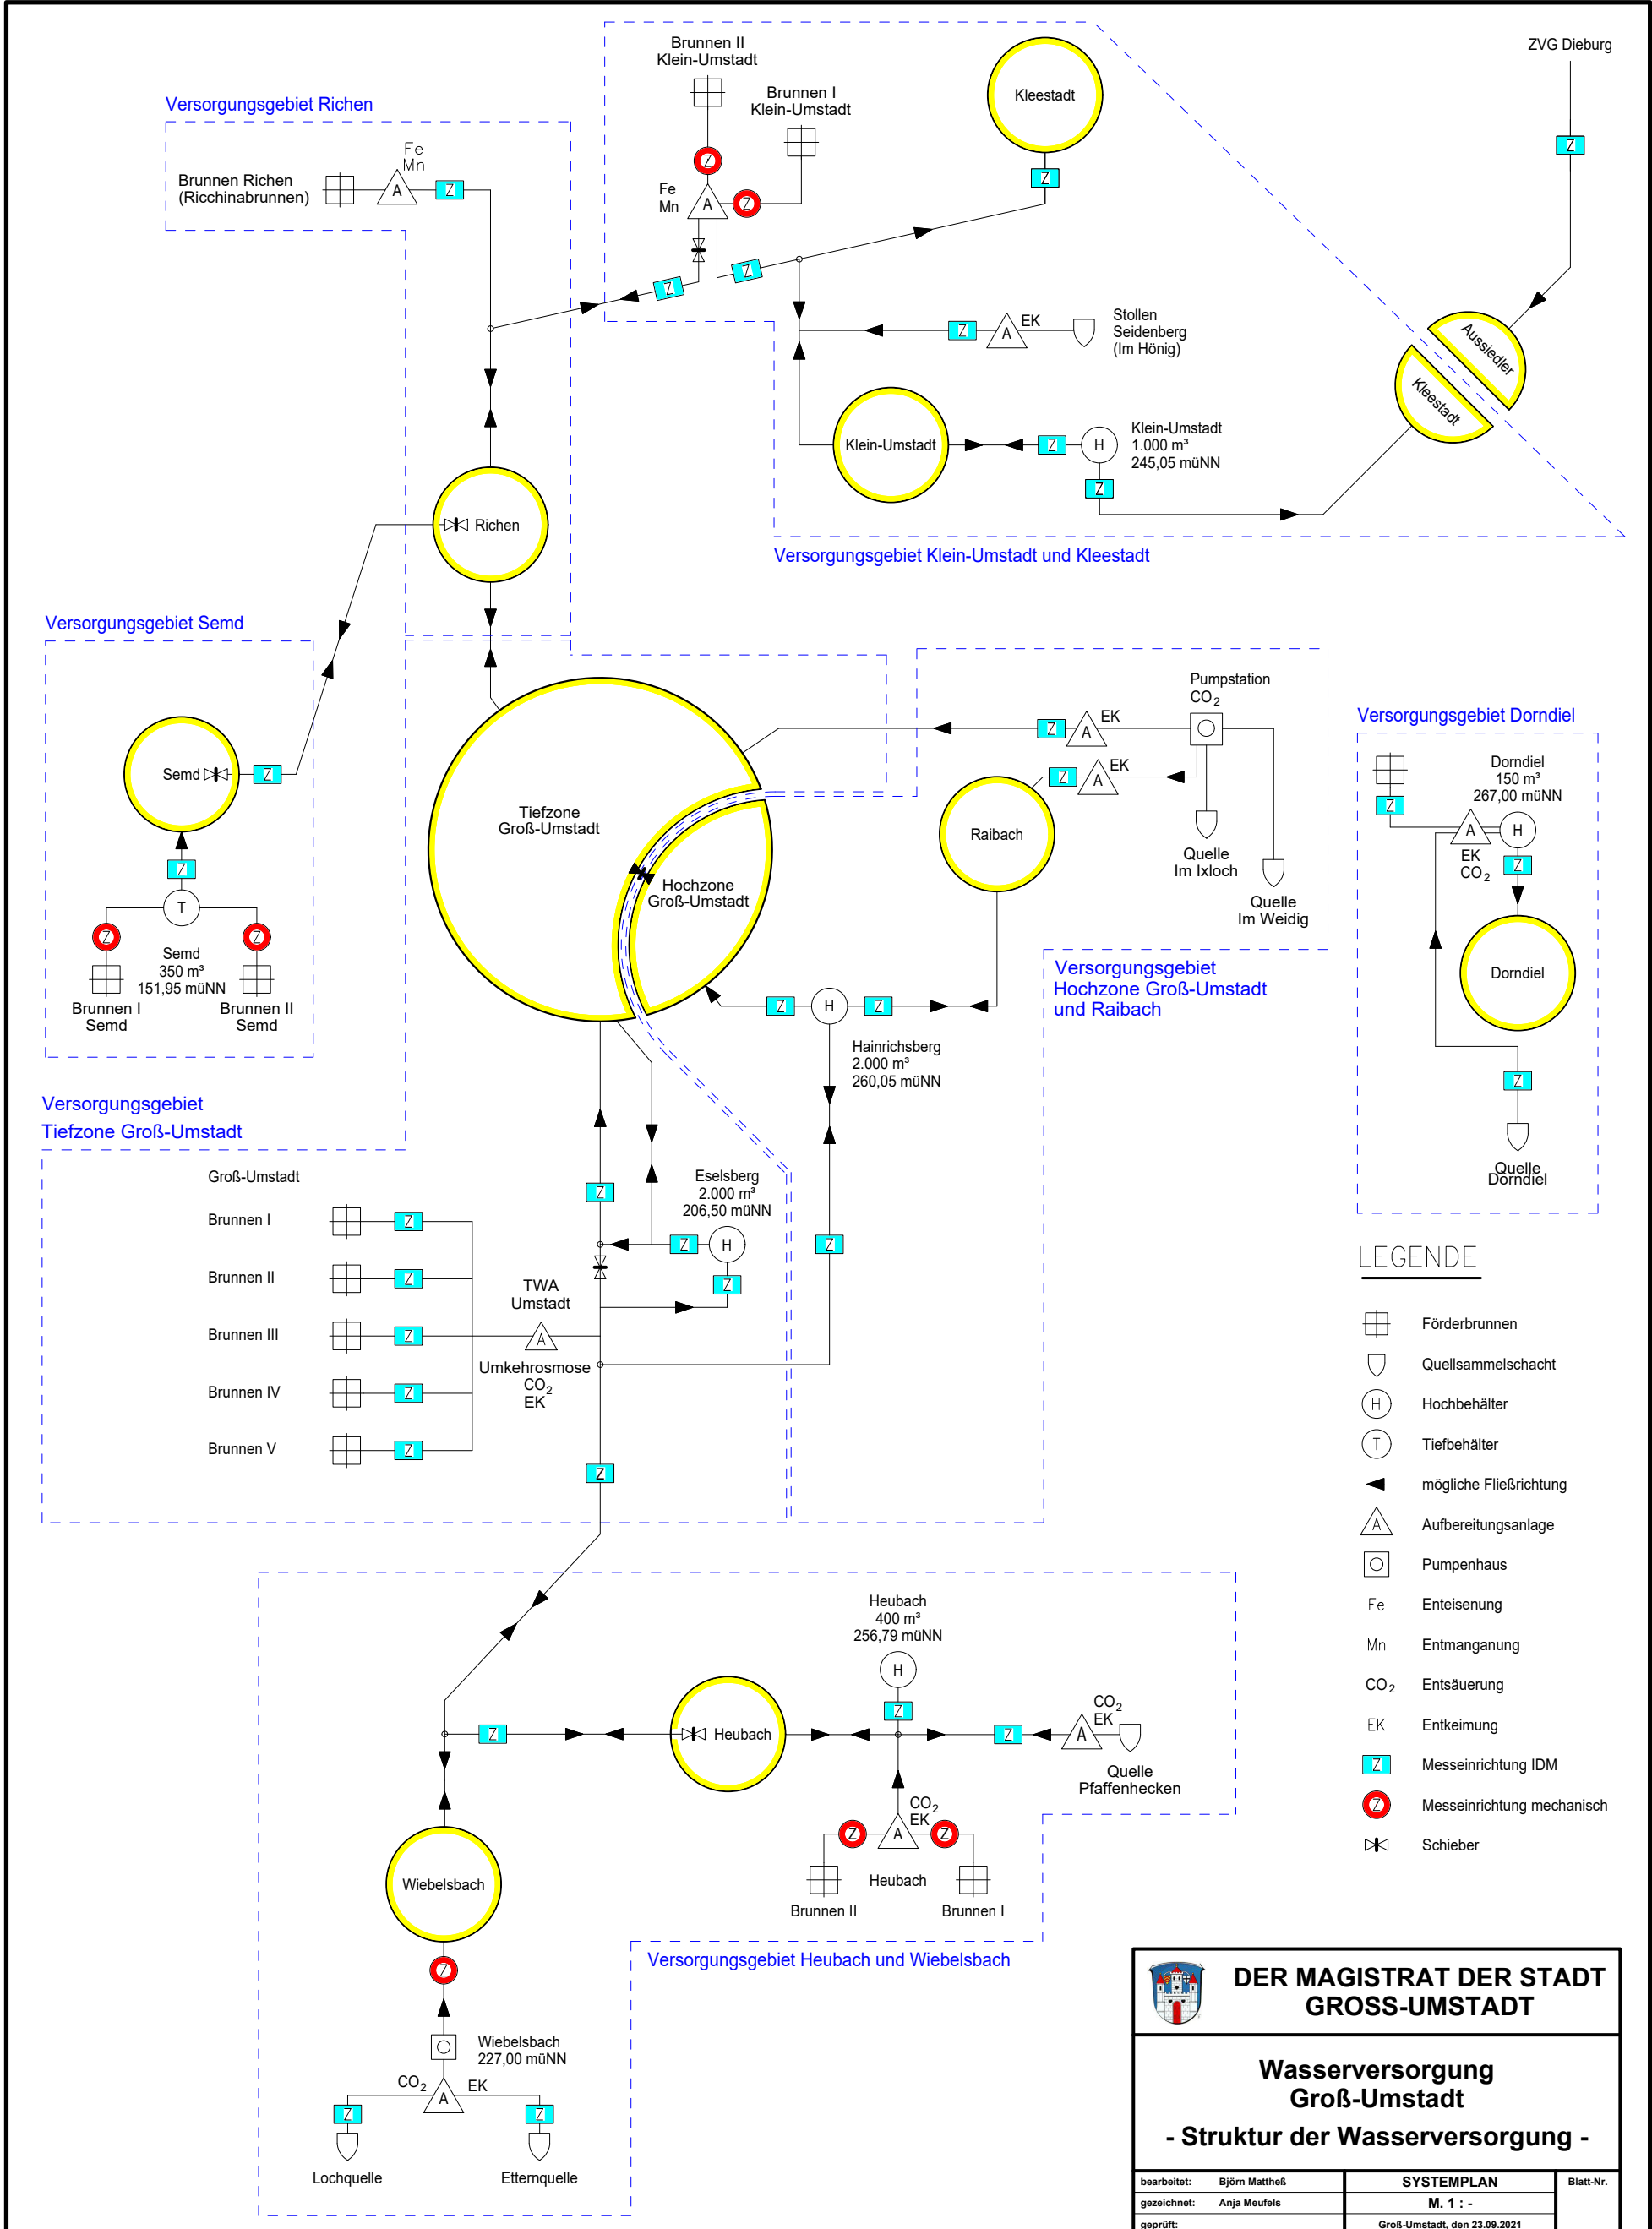 ZVG Dieburg
Z
Brunnen II
Klein-Umstadt
Brunnen I
Klein-Umstadt
Z
Fe
Mn
A
Z
Z
Z
Kleestadt
Z
Versorgungsgebiet Richen
Fe
Mn
Brunnen Richen
(Ricchinabrunnen)
A
Z
Z
A
EK
Stollen
Seidenberg
(Im Hönig)
Aussiedler
Kleestadt
Klein-Umstadt
Z
H
Klein-Umstadt
1.000 m³
245,05 müNN
Z
Richen
Versorgungsgebiet Klein-Umstadt und Kleestadt
Versorgungsgebiet Semd
Semd
Z
Z
T
Z
Z
Semd
350 m³
151,95 müNN
Brunnen I
Semd
Brunnen II
Semd
Tiefzone
Groß-Umstadt
Hochzone
Groß-Umstadt
Pumpstation
CO₂
Z
A
EK
Z
A
EK
Raibach
Quelle
Im Ixloch
Quelle
Im Weidig
Versorgungsgebiet
Hochzone Groß-Umstadt
und Raibach
Z
H
Z
Hainrichsberg
2.000 m³
260,05 müNN
Versorgungsgebiet Dorndiel
Dorndiel
150 m³
267,00 müNN
Z
A
H
EK
CO₂
Z
Dorndiel
Z
Quelle
Dorndiel
Versorgungsgebiet
Tiefzone Groß-Umstadt
Groß-Umstadt
Brunnen I
Z
Brunnen II
Z
Brunnen III
Z
Brunnen IV
Z
Brunnen V
Z
TWA
Umstadt
A
Umkehrosmose
CO₂
EK
Z
Eselsberg
2.000 m³
206,50 müNN
Z
H
Z
Z
Z
LEGENDE
Förderbrunnen
Quellsammelschacht
H Hochbehälter
T Tiefbehälter
mögliche Fließrichtung
A Aufbereitungsanlage
Pumpenhaus
Fe Enteisenung
Mn Entmanganung
CO₂ Entsäuerung
EK Entkeimung
Z Messeinrichtung IDM
Z Messeinrichtung mechanisch
Schieber
Heubach
400 m³
256,79 müNN
H
Z
Z
Heubach
Z
A
CO₂
EK
Quelle
Pfaffenhecken
CO₂
EK
Z
A
Z
Heubach
Brunnen II
Brunnen I
Wiebelsbach
Z
Versorgungsgebiet Heubach und Wiebelsbach
Wiebelsbach
227,00 müNN
CO₂
A
EK
Z
Z
Lochquelle
Etternquelle
DER MAGISTRAT DER STADT
GROSS-UMSTADT
Wasserversorgung
Groß-Umstadt
- Struktur der Wasserversorgung -
bearbeitet: Björn Mattheß
SYSTEMPLAN
Blatt-Nr.
gezeichnet: Anja Meufels
M. 1 : -
geprüft:
Groß-Umstadt, den 23.09.2021